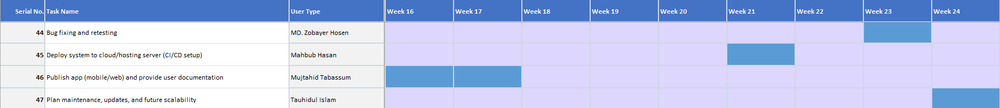 Serial No. Task Name User Type Week 16 Week 17 Week 18 Week 19 Week 20 Week 21 Week 22 Week 23 Week 24
44 Bug fixing and retesting MD. Zobayer Hosen
45 Deploy system to cloud/hosting server (CI/CD setup) Mahbub Hasan
46 Publish app (mobile/web) and provide user documentation Mujtahid Tabassum
47 Plan maintenance, updates, and future scalability Tauhidul Islam